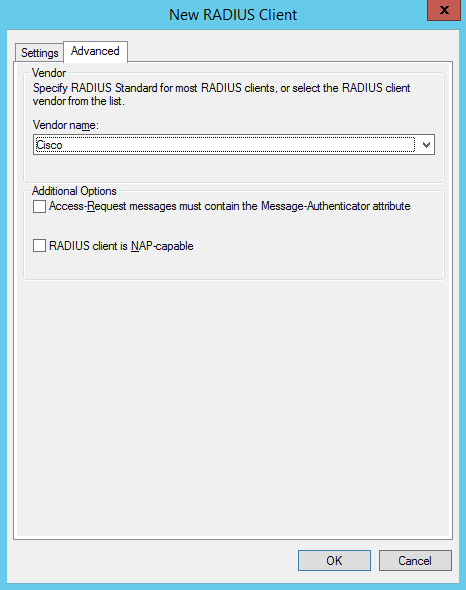 New RADIUS Client
x
Settings
Advanced
Vendor
Specify RADIUS Standard for most RADIUS clients, or select the RADIUS client
vendor from the list.
Vendor name:
Cisco
Additional Options
Access-Request messages must contain the Message-Authenticator attribute
RADIUS client is NAP-capable
OK
Cancel